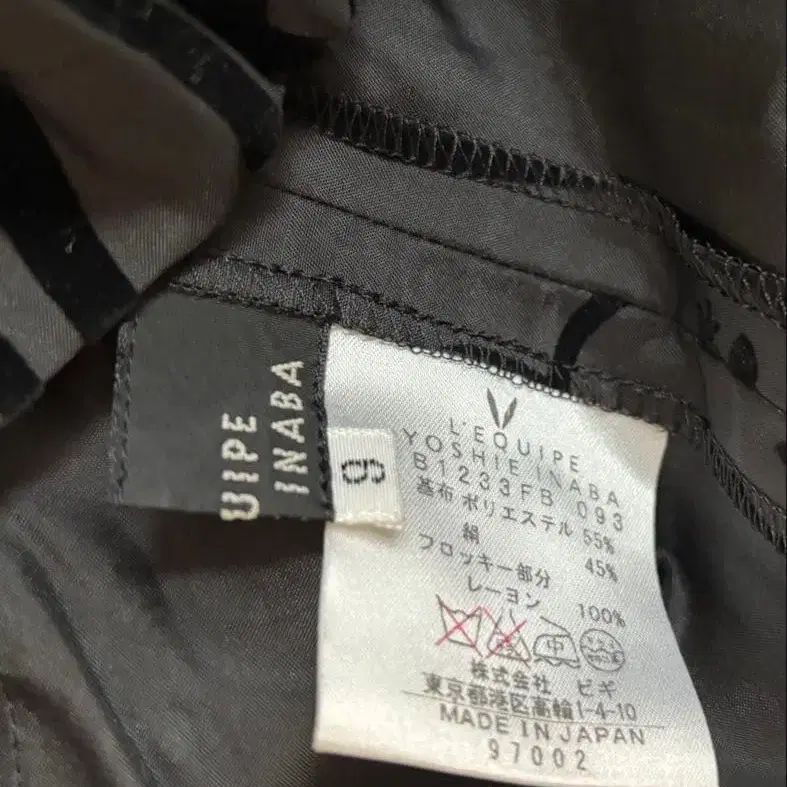 UIPE
INABA
9
L'EQUIPE
YOSHIE INABA
B1233FB 093
基布 ポリエステル 55%
絹 45%
フロッキー部分
レーヨン 100%
中
株式会社 ビギ
東京都港区高輪1-4-10
MADE IN JAPAN
97002